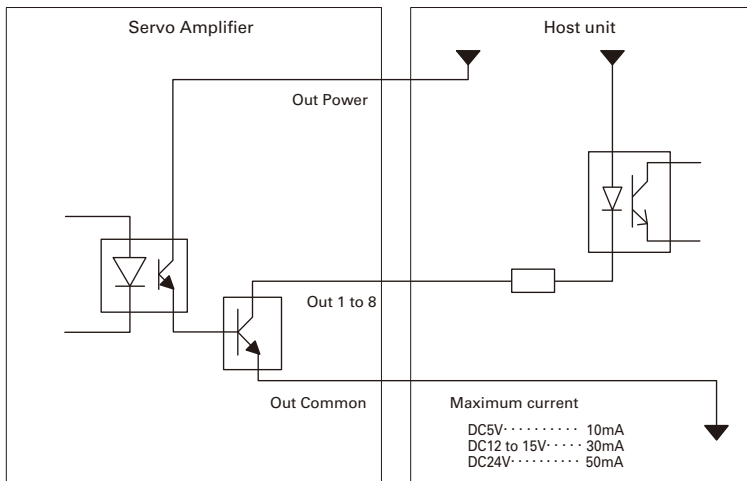 Servo Amplifier
Host unit
Out Power
Out 1 to 8
Out Common
Maximum current
DC5V·········· 10mA
DC12 to 15V····· 30mA
DC24V·········· 50mA